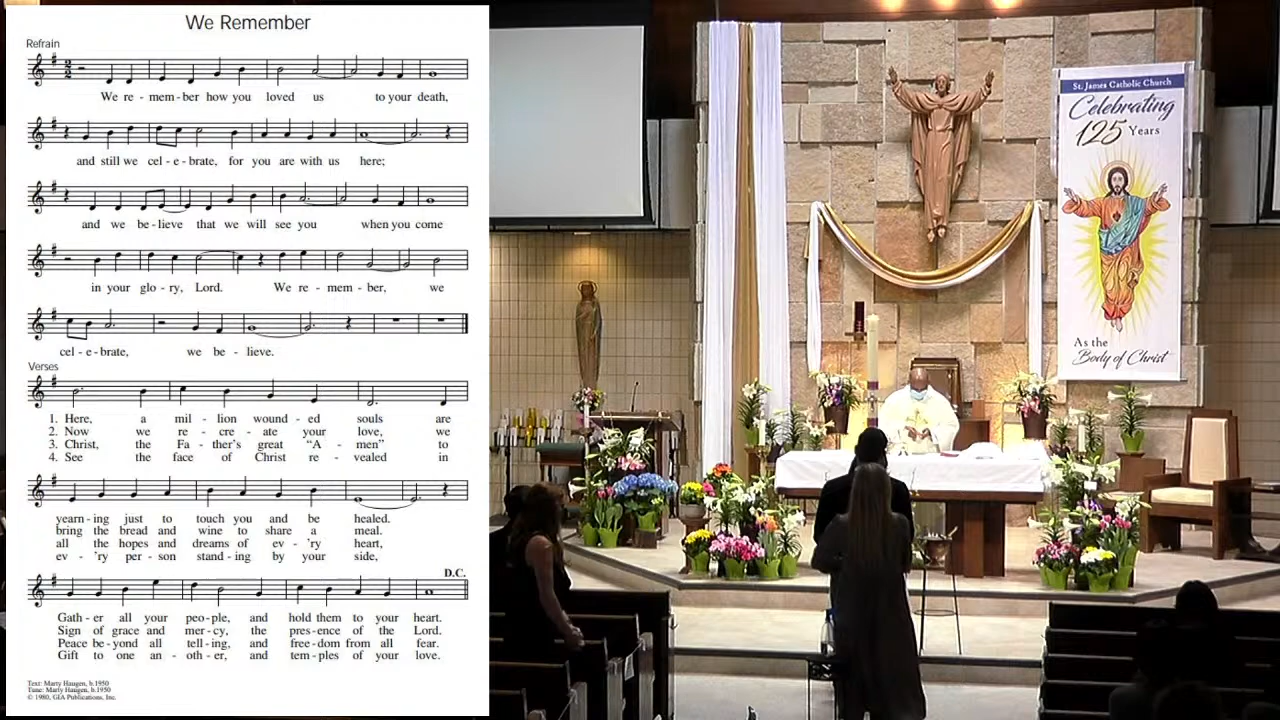 We Remember
Refrain
We re - mem - ber how you loved us to your death,
and still we cel - e - brate, for you are with us here;
and we be - lieve that we will see you when you come
in your glo - ry, Lord. We re - mem - ber, we
cel - e - brate, we be - lieve.
Verses
1. Here, a mil - lion wound - ed souls are
2. Now we re - cre - ate your love, we
3. Christ, the Fa - ther's great "A - men" to
4. See the face of Christ re - vealed in
yearn - ing just to touch you and be healed.
bring the bread and wine to share a meal.
all the hopes and dreams of ev - 'ry heart,
ev - 'ry per - son stand - ing by your side,
D.C.
Gath - er all your peo - ple, and hold them to your heart.
Sign of grace and mer - cy, the pres - ence of the Lord.
Peace be - yond all tell - ing, and free - dom from all fear.
Gift to one an - oth - er, and tem - ples of your love.
Text: Marty Haugen, b.1950
Tune: Marty Haugen, b.1950
© 1980, GIA Publications, Inc.
St. James Catholic Church
Celebrating
125 Years
As the
Body of Christ